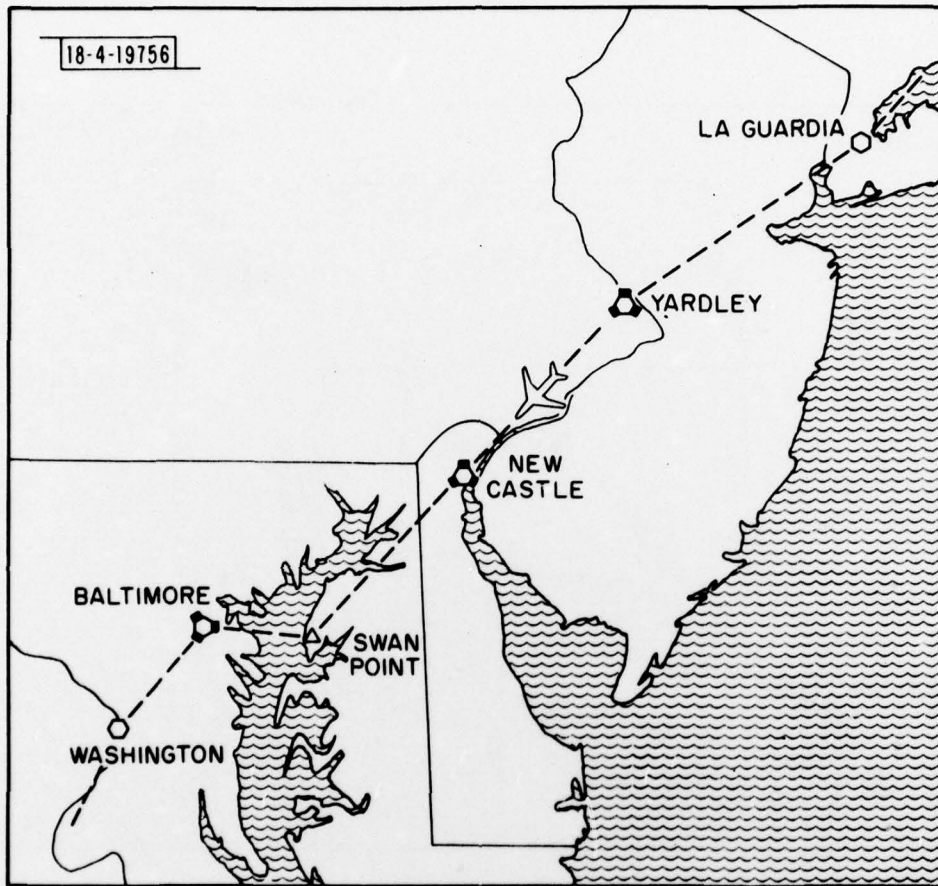 18-4-19756
LA GUARDIA
YARDLEY
NEW
CASTLE
BALTIMORE
SWAN
POINT
WASHINGTON